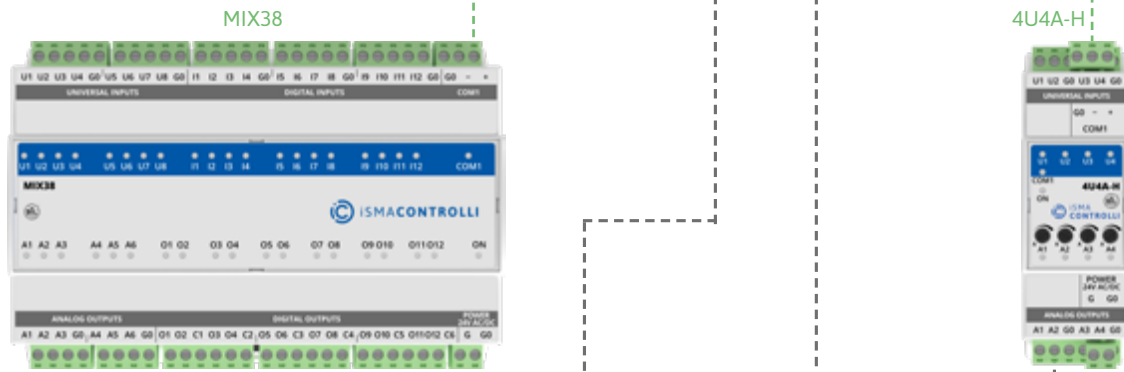 MIX38
U1 U2 U3 U4 G0 U5 U6 U7 U8 G0 I1 I2 I3 I4 G0 I5 I6 I7 I8 G0 I9 I10 I11 I12 G0 G0 - +
UNIVERSAL INPUTS DIGITAL INPUTS COM1
U1 U2 U3 U4 U5 U6 U7 U8 I1 I2 I3 I4 I5 I6 I7 I8 I9 I10 I11 I12 COM1
MIX38
iSMACONTROLLI
A1 A2 A3 A4 A5 A6 O1 O2 O3 O4 O5 O6 O7 O8 O9 O10 O11 O12 ON
ANALOG OUTPUTS DIGITAL OUTPUTS POWER
24V AC/DC
A1 A2 A3 G0 A4 A5 A6 G0 O1 O2 C1 O3 O4 C2 O5 O6 C3 O7 O8 C4 O9 O10 C5 O11 O12 C6 G G0
4U4A-H
U1 U2 G0 U3 U4 G0
UNIVERSAL INPUTS
G0 - +
COM1
U1 U2 U3 U4
COM1
4U4A-H
ON
iSMA
CONTROLLI
A1 A2 A3 A4
POWER
24V AC/DC
G G0
ANALOG OUTPUTS
A1 A2 G0 A3 A4 G0